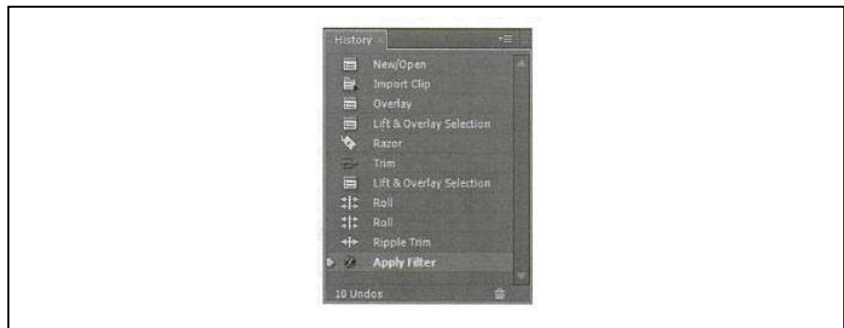 History
New/Open
Import Clip
Overlay
Lift & Overlay Selection
Razor
Trim
Lift & Overlay Selection
Roll
Roll
Ripple Trim
Apply Filter
10 Undos